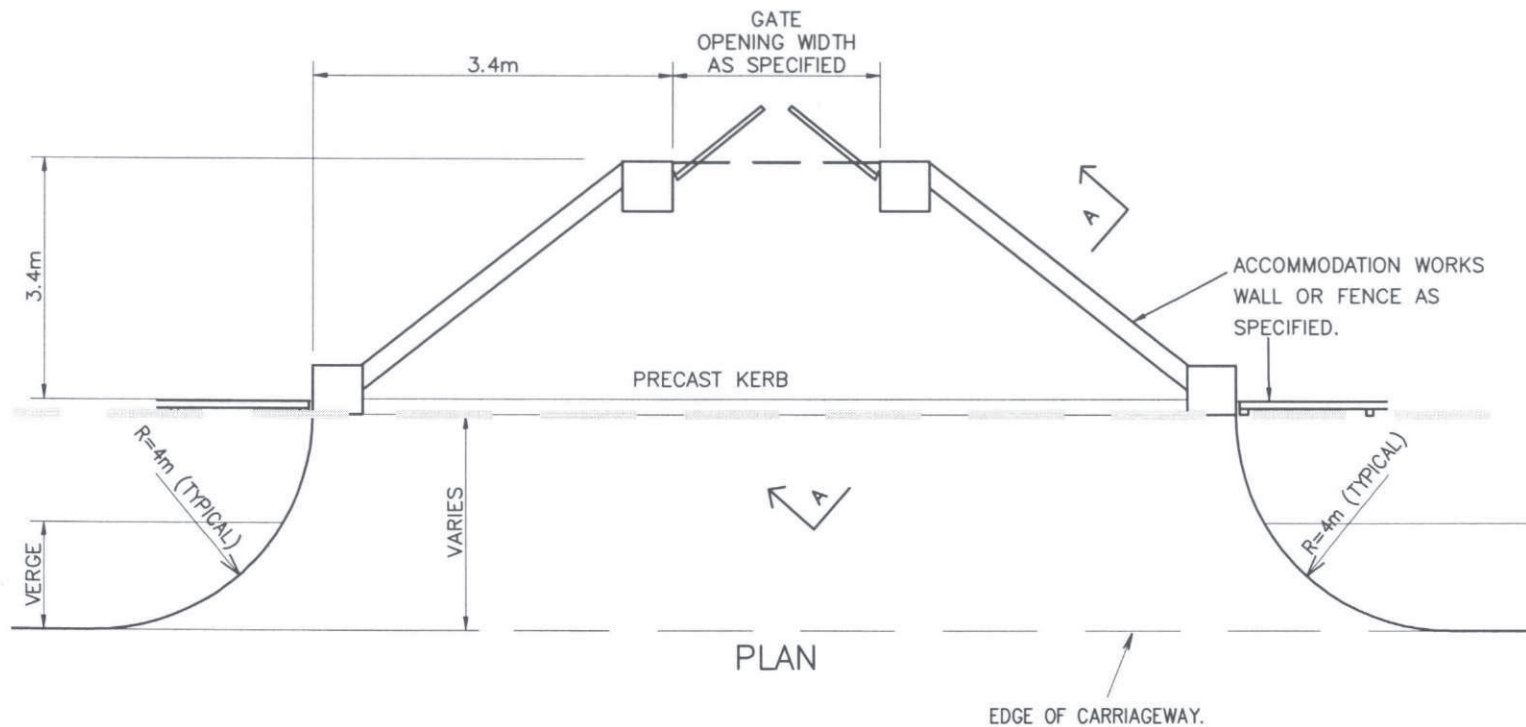 GATE
OPENING WIDTH
AS SPECIFIED
3.4m
3.4m
A
ACCOMMODATION WORKS
WALL OR FENCE AS
SPECIFIED.
PRECAST KERB
R=4m (TYPICAL)
VERGE
VARIES
A
R=4m (TYPICAL)
PLAN
EDGE OF CARRIAGEWAY.